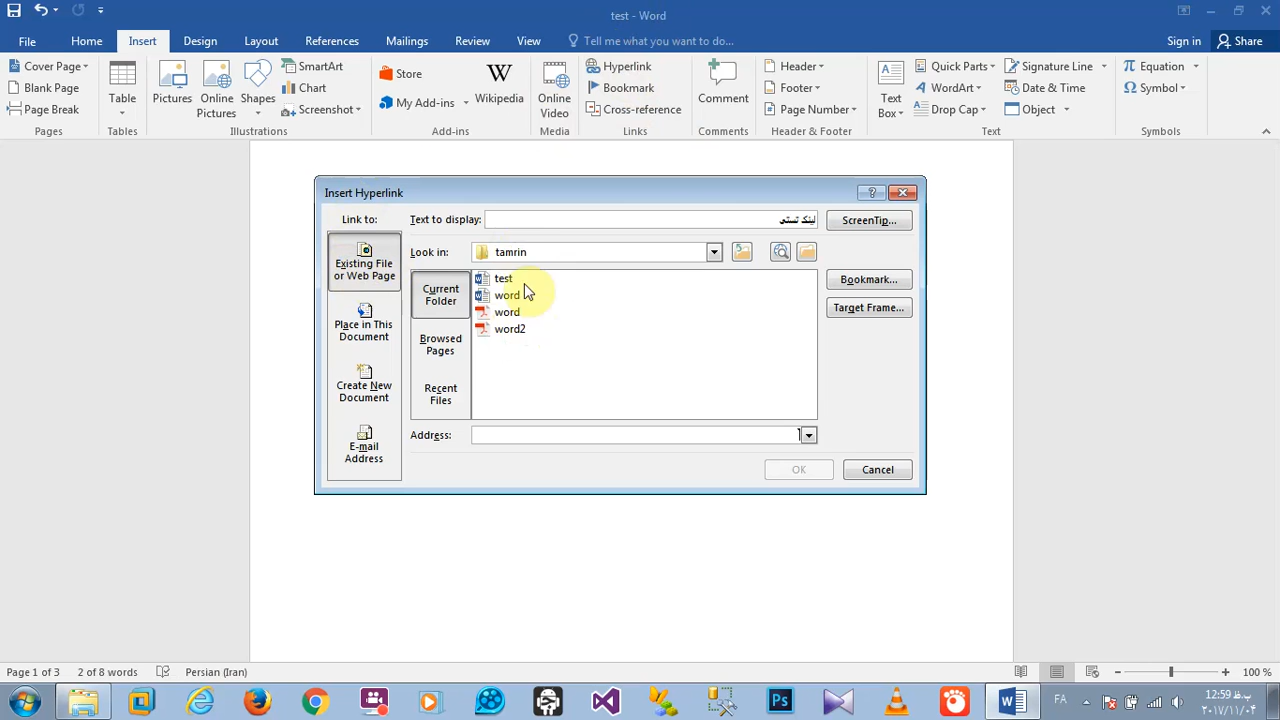 test - Word
File Home Insert Design Layout References Mailings Review View Tell me what you want to do... Sign in Share
Cover Page
Blank Page
Page Break
Pages
Table
Tables
Pictures
Online Pictures
Shapes
SmartArt
Chart
Screenshot
Illustrations
Store
My Add-ins
W
Wikipedia
Add-ins
Online Video
Media
Hyperlink
Bookmark
Cross-reference
Links
Comment
Comments
Header
Footer
Page Number
Header & Footer
A
Text Box
Quick Parts
WordArt
Drop Cap
Signature Line
Date & Time
Object
Text
Equation
Symbol
Symbols
Insert Hyperlink
Link to:
Text to display: لینک تستی
ScreenTip...
Existing File or Web Page
Look in: tamrin
Current Folder
test
word
word
word2
Bookmark...
Target Frame...
Place in This Document
Browsed Pages
Create New Document
Recent Files
E-mail Address
Address:
OK Cancel
Page 1 of 3 2 of 8 words Persian (Iran) 100 %
Ps
FA
12:59 ب.ظ
۲۰۱۷/۱۱/۰۴